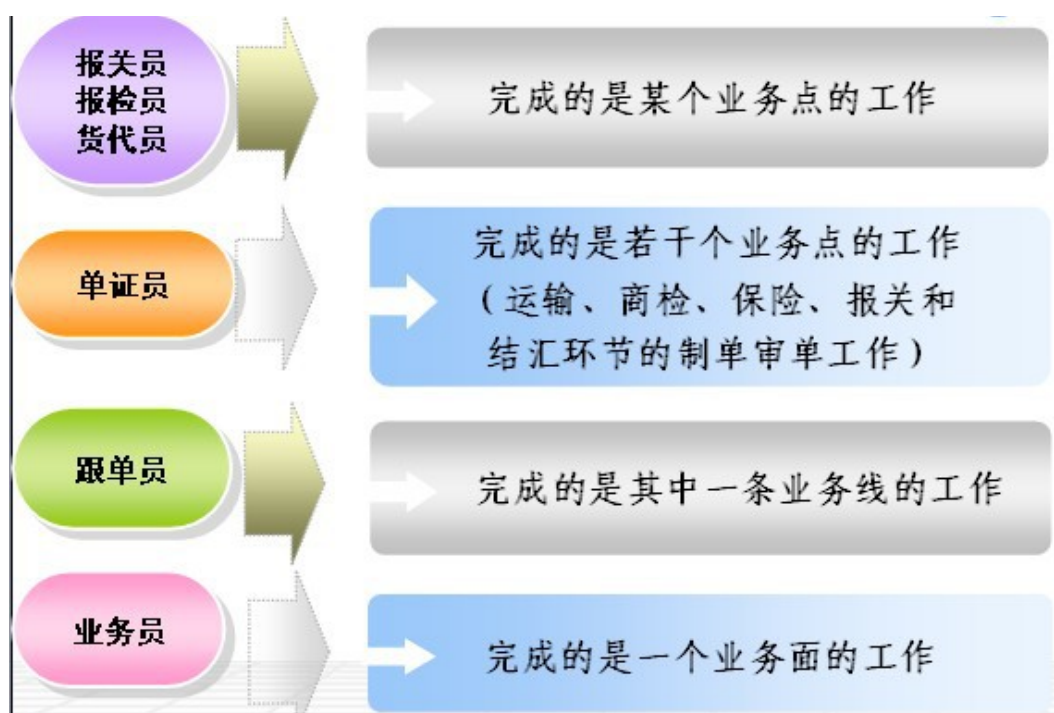 报关员
报检员
货代员
完成的是某个业务点的工作
单证员
完成的是若干个业务点的工作
（运输、商检、保险、报关和
结汇环节的制单审单工作）
跟单员
完成的是其中一条业务线的工作
业务员
完成的是一个业务面的工作